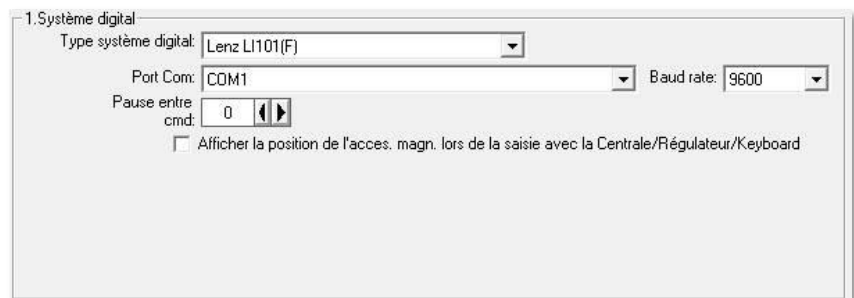 1.Système digital
Type système digital: Lenz LI101(F)
Port Com: COM1 Baud rate: 9600
Pause entre
cmd: 0
Afficher la position de l'acces. magn. lors de la saisie avec la Centrale/Régulateur/Keyboard